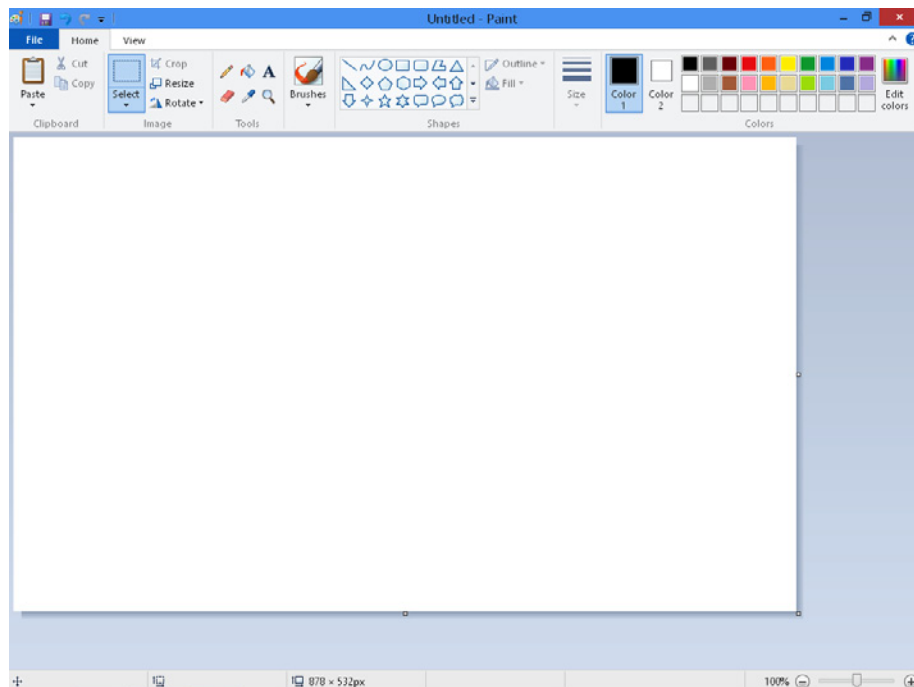 Untitled - Paint
File Home View
Paste
Cut
Copy
Clipboard
Select
Crop
Resize
Rotate
Image
A
Tools
Brushes
Shapes
Outline
Fill
Size
Color 1
Color 2
Edit colors
Colors
878 × 532px
100%